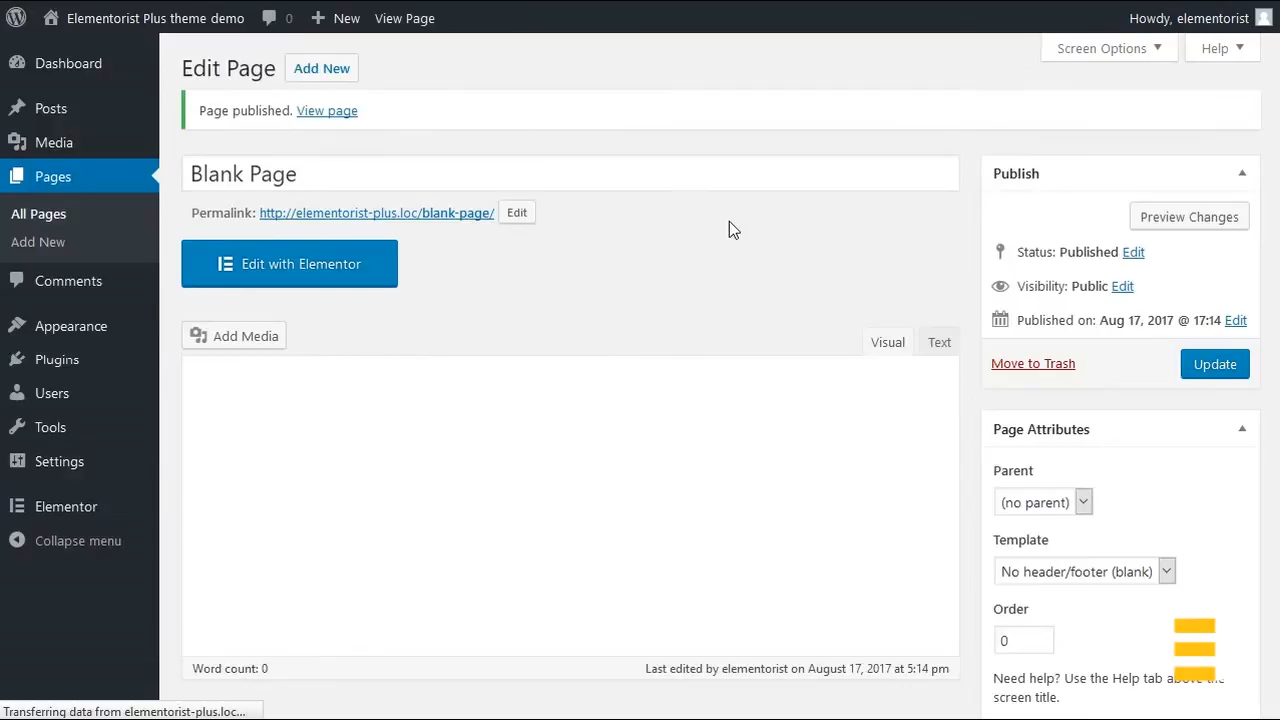 Elementorist Plus theme demo 0 New View Page Howdy, elementorist
Dashboard
Posts
Media
Pages
All Pages
Add New
Comments
Appearance
Plugins
Users
Tools
Settings
Elementor
Collapse menu
Screen Options Help
Edit Page Add New
Page published. View page
Blank Page
Permalink: http://elementorist-plus.loc/blank-page/ Edit
Edit with Elementor
Add Media
Visual Text
Word count: 0 Last edited by elementorist on August 17, 2017 at 5:14 pm
Publish
Preview Changes
Status: Published Edit
Visibility: Public Edit
Published on: Aug 17, 2017 @ 17:14 Edit
Move to Trash Update
Page Attributes
Parent
(no parent)
Template
No header/footer (blank)
Order
0
Need help? Use the Help tab above the
screen title.
Transferring data from elementorist-plus.loc...